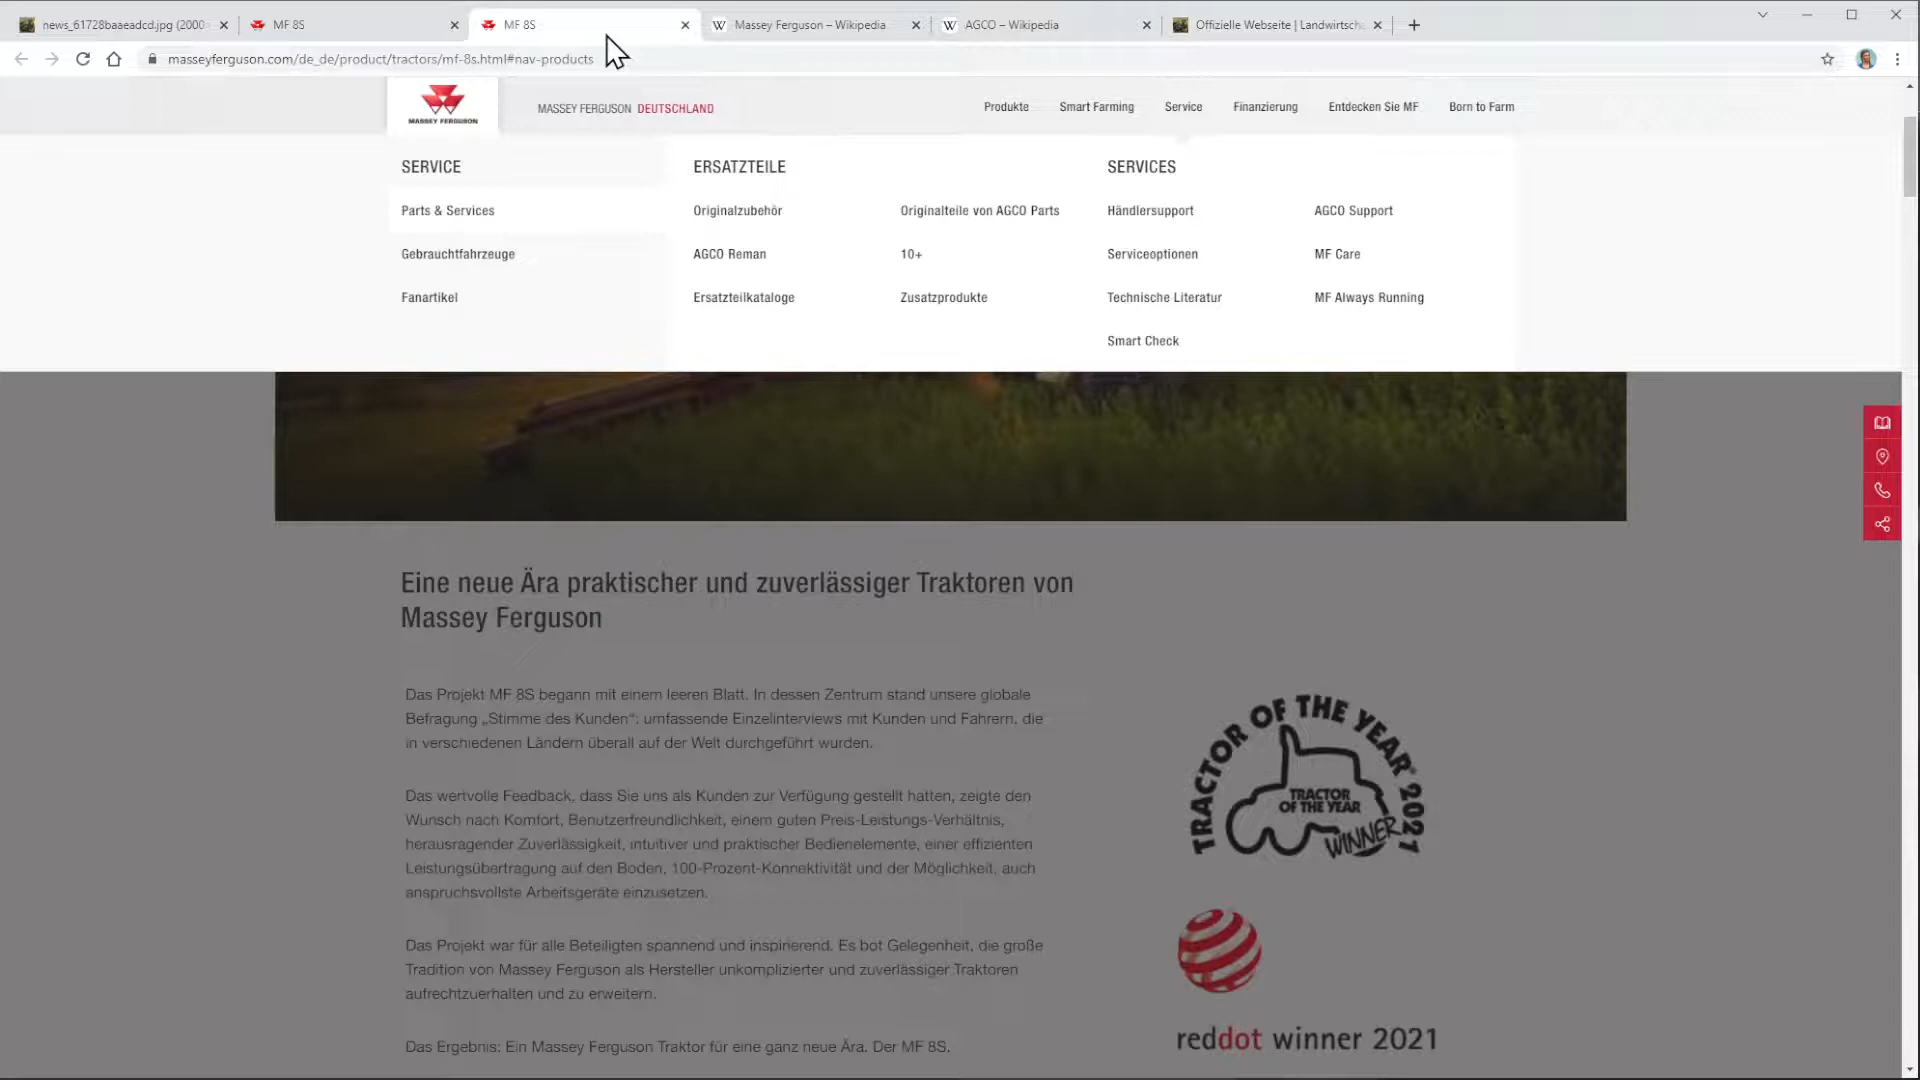 news_61728baaeadcd.jpg (2000
MF 8S
MF 8S
Massey Ferguson – Wikipedia
AGCO – Wikipedia
Offizielle Webseite | Landwirtscha
masseyferguson.com/de_de/product/tractors/mf-8s.html#nav-products
MASSEY FERGUSON
MASSEY FERGUSON DEUTSCHLAND
Produkte
Smart Farming
Service
Finanzierung
Entdecken Sie MF
Born to Farm
SERVICE
Parts & Services
Gebrauchtfahrzeuge
Fanartikel
ERSATZTEILE
Originalzubehör
Originalteile von AGCO Parts
AGCO Reman
10+
Ersatzteilkataloge
Zusatzprodukte
SERVICES
Händlersupport
AGCO Support
Serviceoptionen
MF Care
Technische Literatur
MF Always Running
Smart Check
Eine neue Ära praktischer und zuverlässiger Traktoren von
Massey Ferguson
Das Projekt MF 8S begann mit einem leeren Blatt. In dessen Zentrum stand unsere globale
Befragung „Stimme des Kunden“: umfassende Einzelinterviews mit Kunden und Fahrern, die
in verschiedenen Ländern überall auf der Welt durchgeführt wurden.
Das wertvolle Feedback, dass Sie uns als Kunden zur Verfügung gestellt hatten, zeigte den
Wunsch nach Komfort, Benutzerfreundlichkeit, einem guten Preis-Leistungs-Verhältnis,
herausragender Zuverlässigkeit, intuitiver und praktischer Bedienelemente, einer effizienten
Leistungsübertragung auf den Boden, 100-Prozent-Konnektivität und der Möglichkeit, auch
anspruchsvollste Arbeitsgeräte einzusetzen.
Das Projekt war für alle Beteiligten spannend und inspirierend. Es bot Gelegenheit, die große
Tradition von Massey Ferguson als Hersteller unkomplizierter und zuverlässiger Traktoren
aufrechtzuerhalten und zu erweitern.
Das Ergebnis: Ein Massey Ferguson Traktor für eine ganz neue Ära. Der MF 8S.
TRACTOR OF THE YEAR® 2021
TRACTOR
OF THE YEAR
WINNER
reddot winner 2021